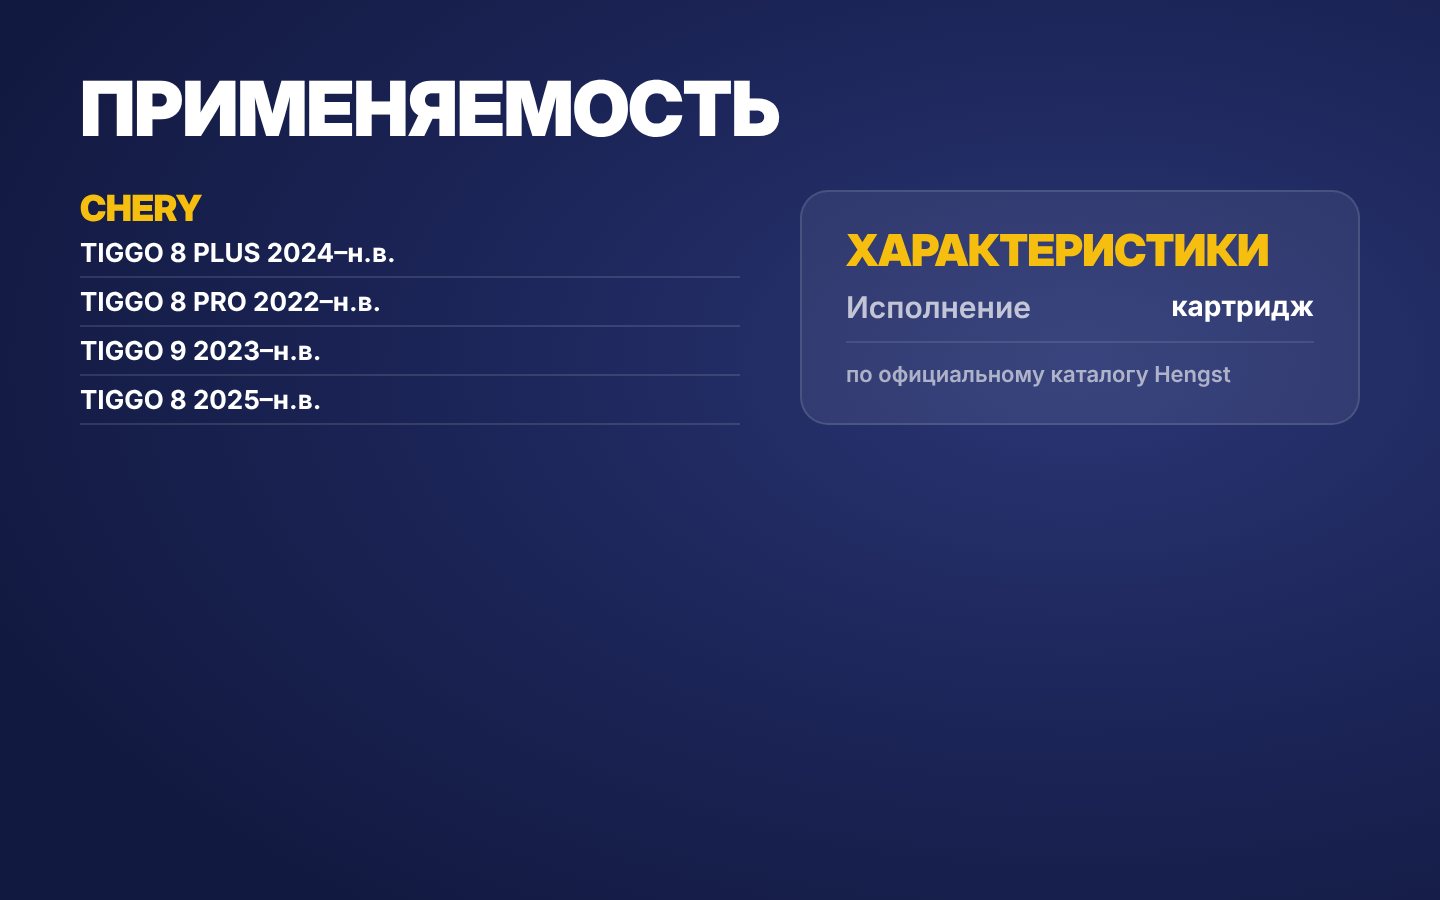 ПРИМЕНЯЕМОСТЬ
CHERY
TIGGO 8 PLUS 2024–н.в.
TIGGO 8 PRO 2022–н.в.
TIGGO 9 2023–н.в.
TIGGO 8 2025–н.в.
ХАРАКТЕРИСТИКИ
Исполнение картридж
по официальному каталогу Hengst